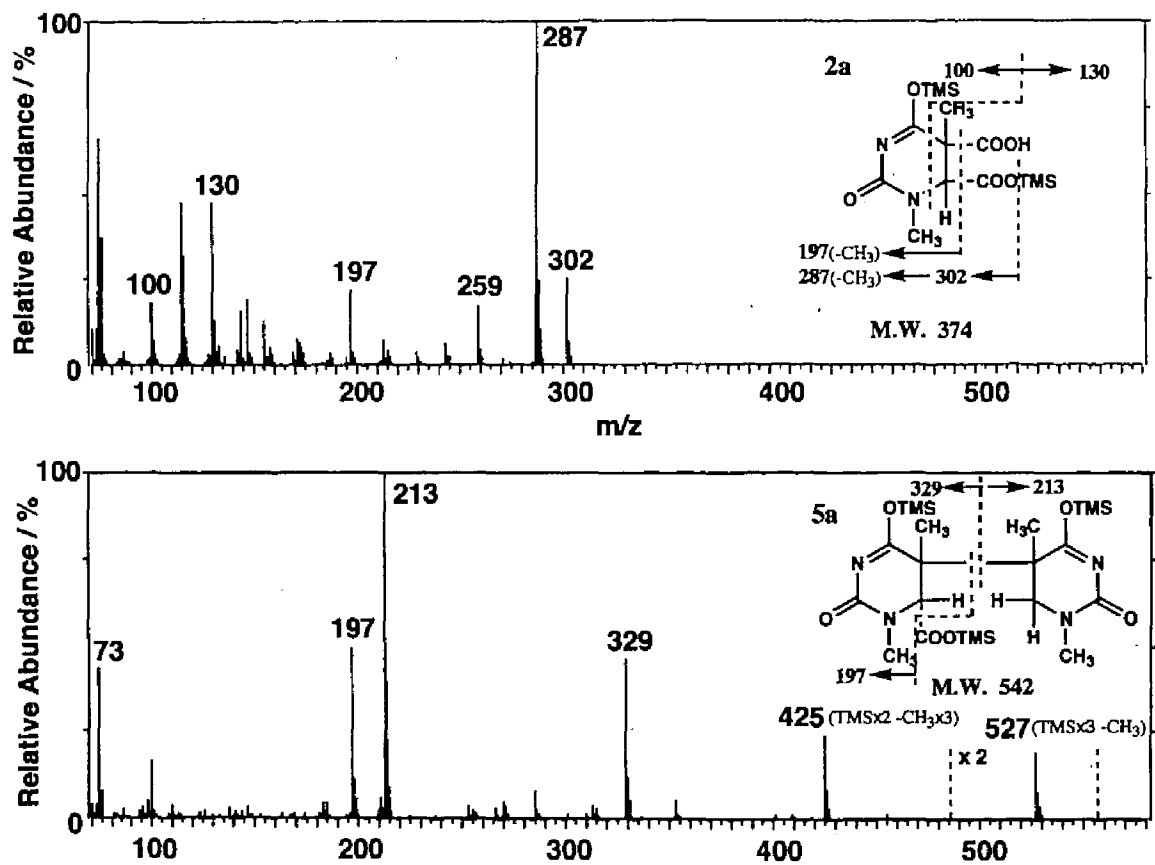 100
287
2a
100
130
OTMS
CH₃
N
COOH
COOTMS
O
N
H
CH₃
130
100
197
259
302
197(-CH₃)
287(-CH₃)
302
M.W. 374
Relative Abundance / %
0
100
200
300
400
500
m/z
100
213
5a
329
213
OTMS
CH₃
H₃C
OTMS
N
N
H
H
O
N
COOTMS
H
N
O
CH₃
CH₃
73
197
329
197
M.W. 542
425 (TMSx2 -CH₃x3)
527 (TMSx3 -CH₃)
x 2
Relative Abundance / %
0
100
200
300
400
500